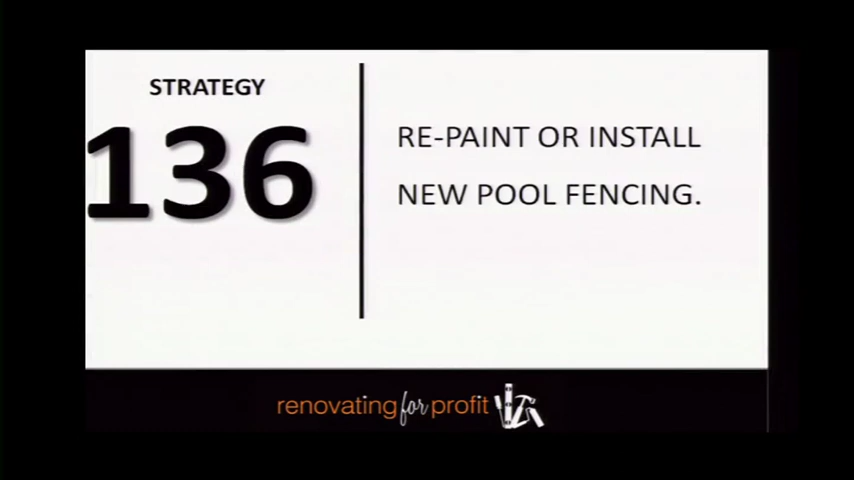 STRATEGY
136
RE-PAINT OR INSTALL
NEW POOL FENCING.
renovating for profit